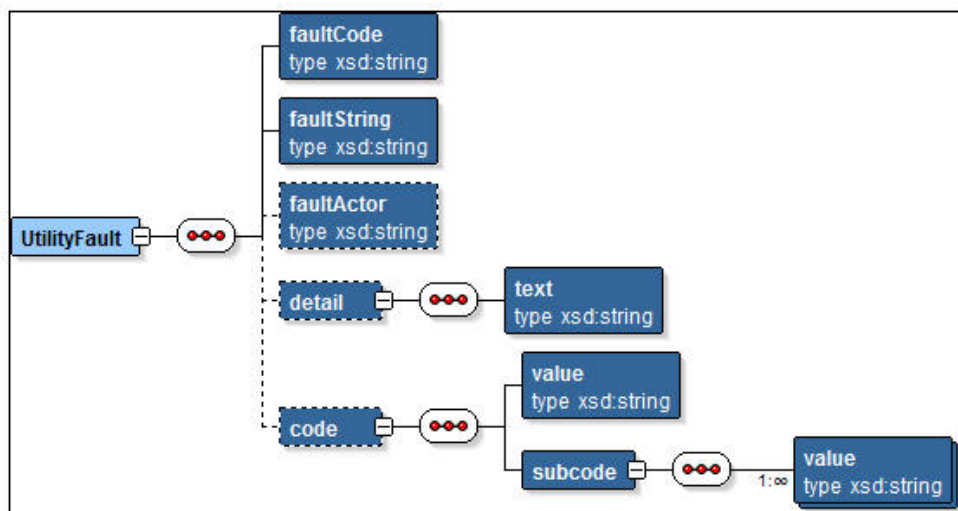 faultCode
type xsd:string
faultString
type xsd:string
faultActor
type xsd:string
UtilityFault
detail
text
type xsd:string
code
value
type xsd:string
subcode
1:∞
value
type xsd:string